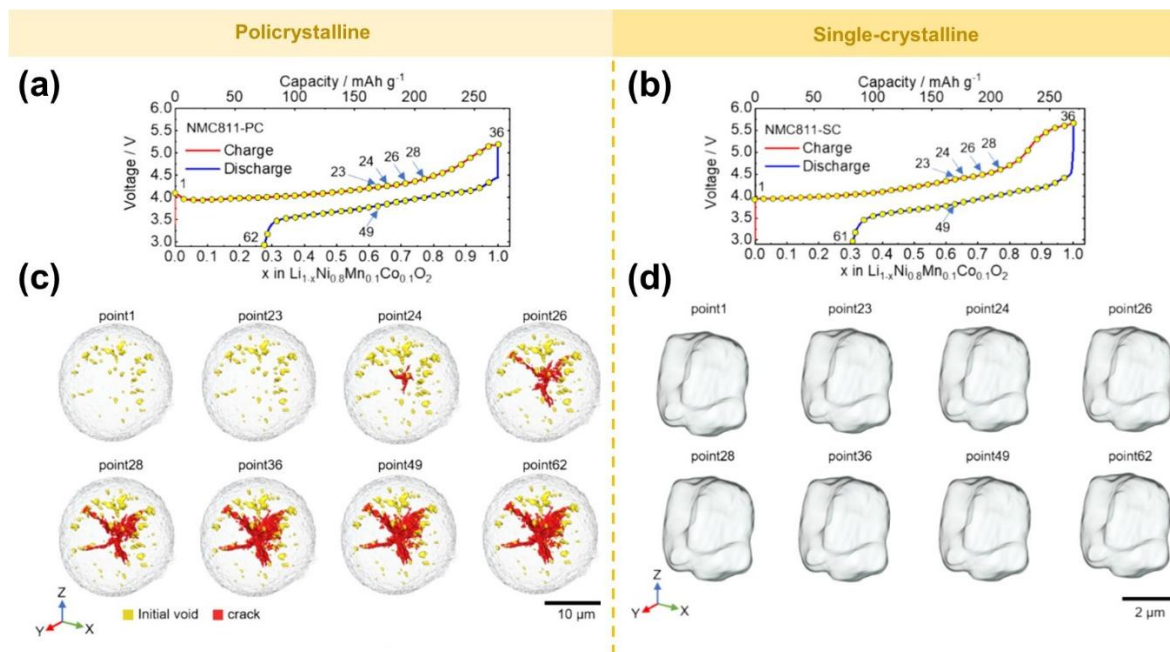 Policrystalline
Single-crystalline
(a)
Capacity / mAh g-1
0 50 100 150 200 250
6.0
5.5
5.0
4.5
4.0
3.5
3.0
Voltage / V
NMC811-PC
Charge
Discharge
1
23
24
26
28
36
49
62
0.0 0.1 0.2 0.3 0.4 0.5 0.6 0.7 0.8 0.9 1.0
x in Li1-xNi0.8Mn0.1Co0.1O2
(b)
Capacity / mAh g-1
0 50 100 150 200 250
6.0
5.5
5.0
4.5
4.0
3.5
3.0
Voltage / V
NMC811-SC
Charge
Discharge
1
23
24
26
28
36
49
61
0.0 0.1 0.2 0.3 0.4 0.5 0.6 0.7 0.8 0.9 1.0
x in Li1-xNi0.8Mn0.1Co0.1O2
(c)
point1 point23 point24 point26
point28 point36 point49 point62
Z
Y X
Initial void crack
10 μm
(d)
point1 point23 point24 point26
point28 point36 point49 point62
Z
Y X
2 μm